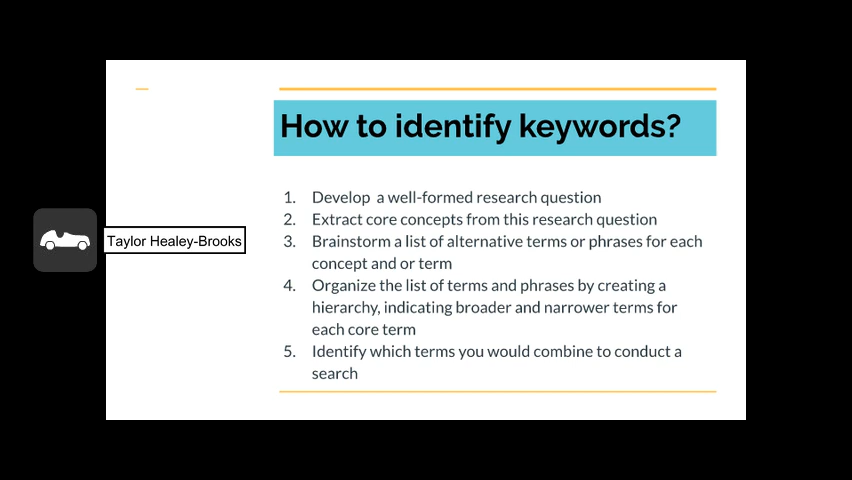 How to identify keywords?
1. Develop a well-formed research question
2. Extract core concepts from this research question
3. Brainstorm a list of alternative terms or phrases for each
concept and or term
4. Organize the list of terms and phrases by creating a
hierarchy, indicating broader and narrower terms for
each core term
5. Identify which terms you would combine to conduct a
search
Taylor Healey-Brooks